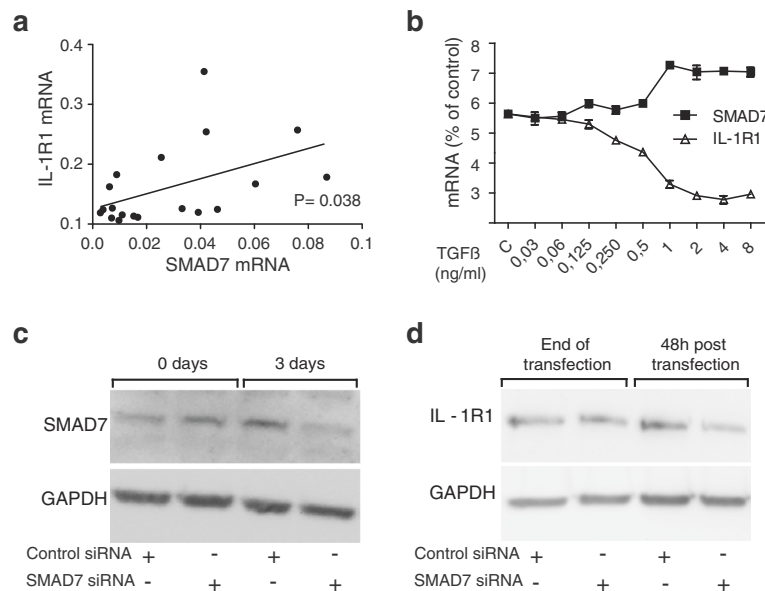 a
IL-1R1 mRNA
0.4
0.3
0.2
0.1
0.0 0.02 0.04 0.06 0.08 0.1
SMAD7 mRNA
P= 0.038
b
mRNA (% of control)
8
7
6
5
4
3
SMAD7
IL-1R1
TGFß
(ng/ml)
C 0,03 0,06 0,125 0,250 0,5 1 2 4 8
c
0 days 3 days
SMAD7
GAPDH
Control siRNA + - + -
SMAD7 siRNA - + - +
d
End of
transfection
48h post
transfection
IL - 1R1
GAPDH
Control siRNA + - + -
SMAD7 siRNA - + - +